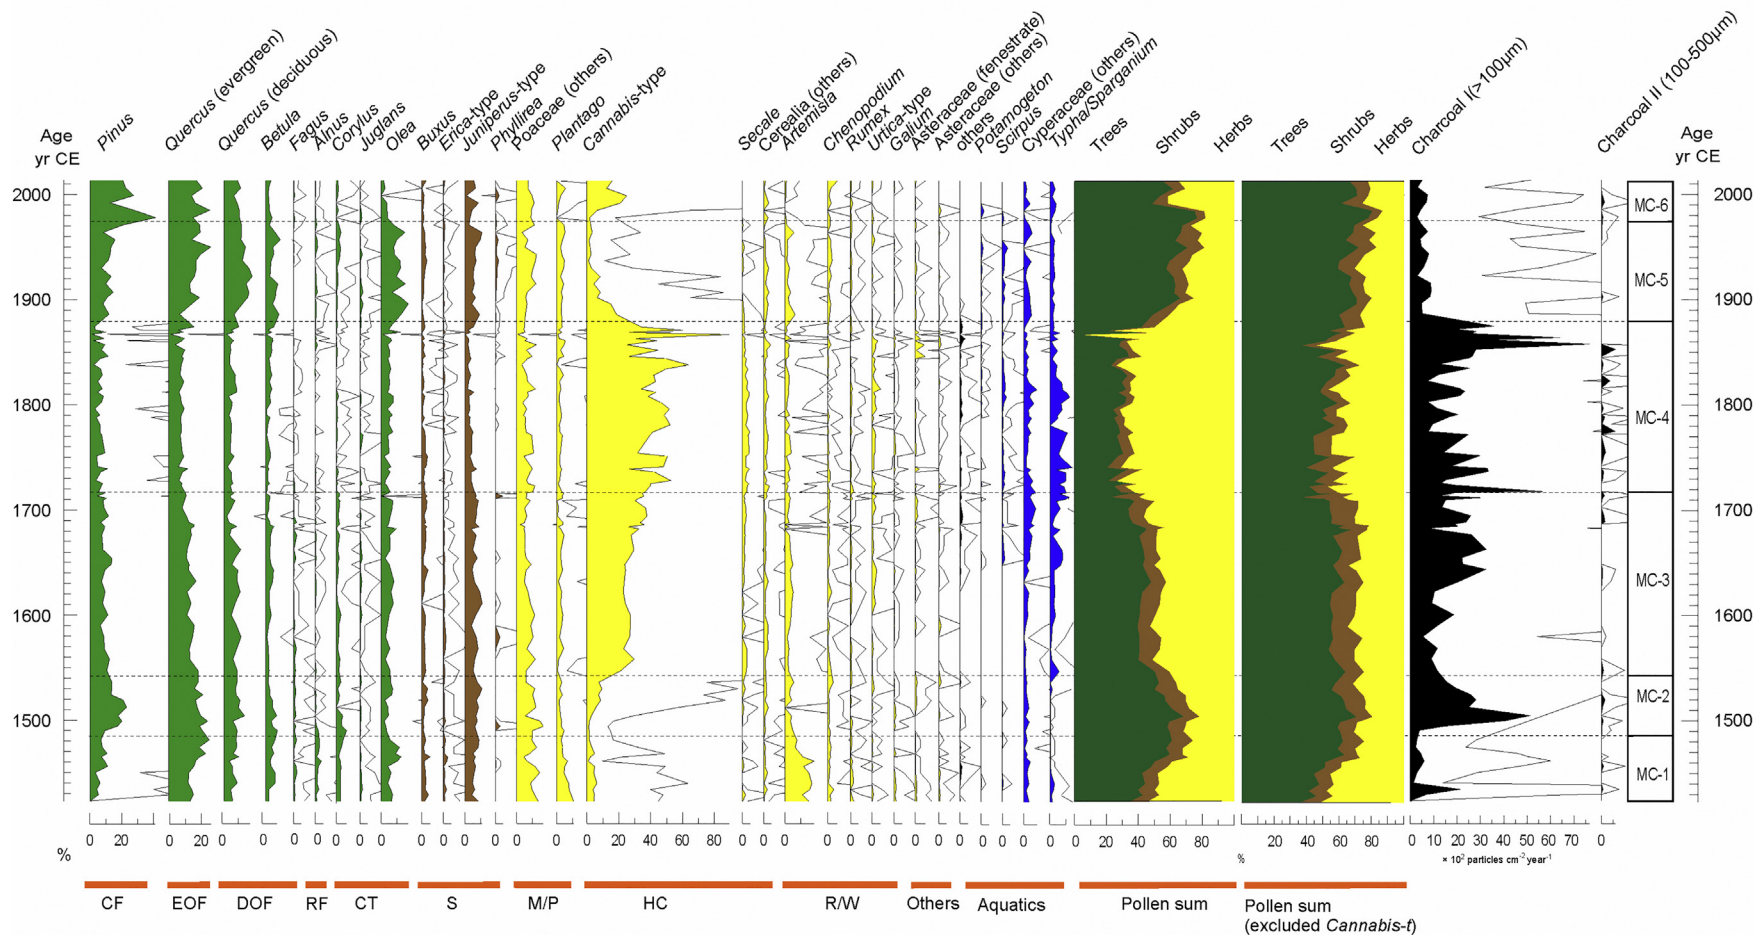 Age
yr CE
Pinus
Quercus (evergreen)
Quercus (deciduous)
Betula
Fagus
Alnus
Corylus
Juglans
Olea
Buxus
Erica-type
Juniperus-type
Phyllirea
Poaceae (others)
Plantago
Cannabis-type
Secale
Cerealia (others)
Artemisia
Chenopodium
Rumex
Urtica-type
Galium
Asteraceae (fenestrate)
Asteraceae (others)
others
Potamogeton
Scirpus
Cyperaceae (others)
Typha/Sparganium
Trees
Shrubs
Herbs
Trees
Shrubs
Herbs
Charcoal I(>100µm)
Charcoal II (100-500µm)
Age
yr CE
2000
1900
1800
1700
1600
1500
MC-6
MC-5
MC-4
MC-3
MC-2
MC-1
2000
1900
1800
1700
1600
1500
% 0 20 0 20 0 0 0 0 0 0 0 0 0 0 0 0 0 0 20 40 60 80 0 0 0 0 0 0 0 0 0 0 0 0 0 0 0 20 40 60 80 % 20 40 60 80 0 10 20 30 40 50 60 70 0
× 10² particles cm⁻² year⁻¹
CF EOF DOF RF CT S M/P HC R/W Others Aquatics Pollen sum Pollen sum
(excluded Cannabis-t)